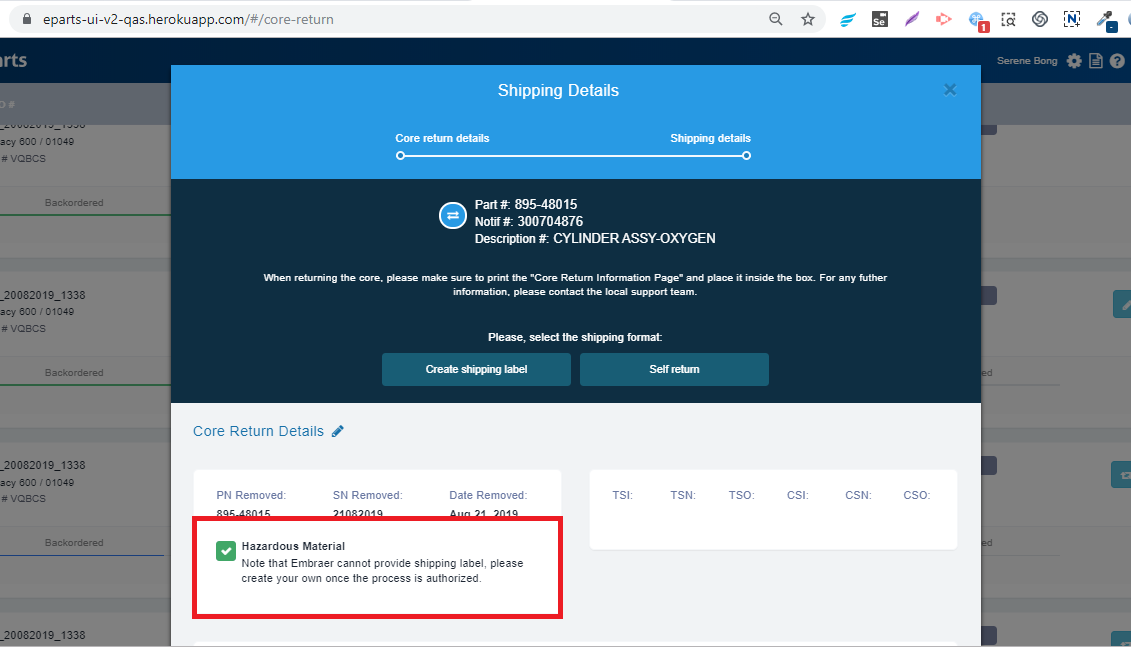 eparts-ui-v2-qas.herokuapp.com/#/core-return
Se
1
N
rts
Serene Bong
O #
Shipping Details
Core return details
Shipping details
_20082019_1338
acy 600 / 01049
# VQBCS
Backordered
Part #: 895-48015
Notif #: 300704876
Description #: CYLINDER ASSY-OXYGEN
When returning the core, please make sure to print the "Core Return Information Page" and place it inside the box. For any futher
information, please contact the local support team.
_20082019_1338
acy 600 / 01049
# VQBCS
Please, select the shipping format:
Create shipping label
Self return
Backordered
ed
Core Return Details
_20082019_1338
acy 600 / 01049
# VQBCS
PN Removed:
SN Removed:
Date Removed:
895-48015
21082019
Aug 21, 2019
TSI:
TSN:
TSO:
CSI:
CSN:
CSO:
Backordered
ed
Hazardous Material
Note that Embraer cannot provide shipping label, please
create your own once the process is authorized.
_20082019_1338